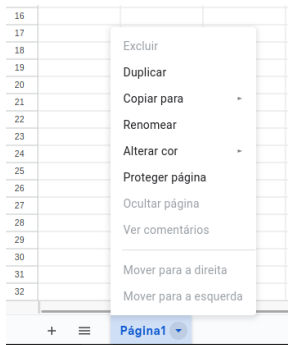 16
17
18
19
20
21
22
23
24
25
26
27
28
29
30
31
32
Excluir
Duplicar
Copiar para
Renomear
Alterar cor
Proteger página
Ocultar página
Ver comentários
Mover para a direita
Mover para a esquerda
Página1